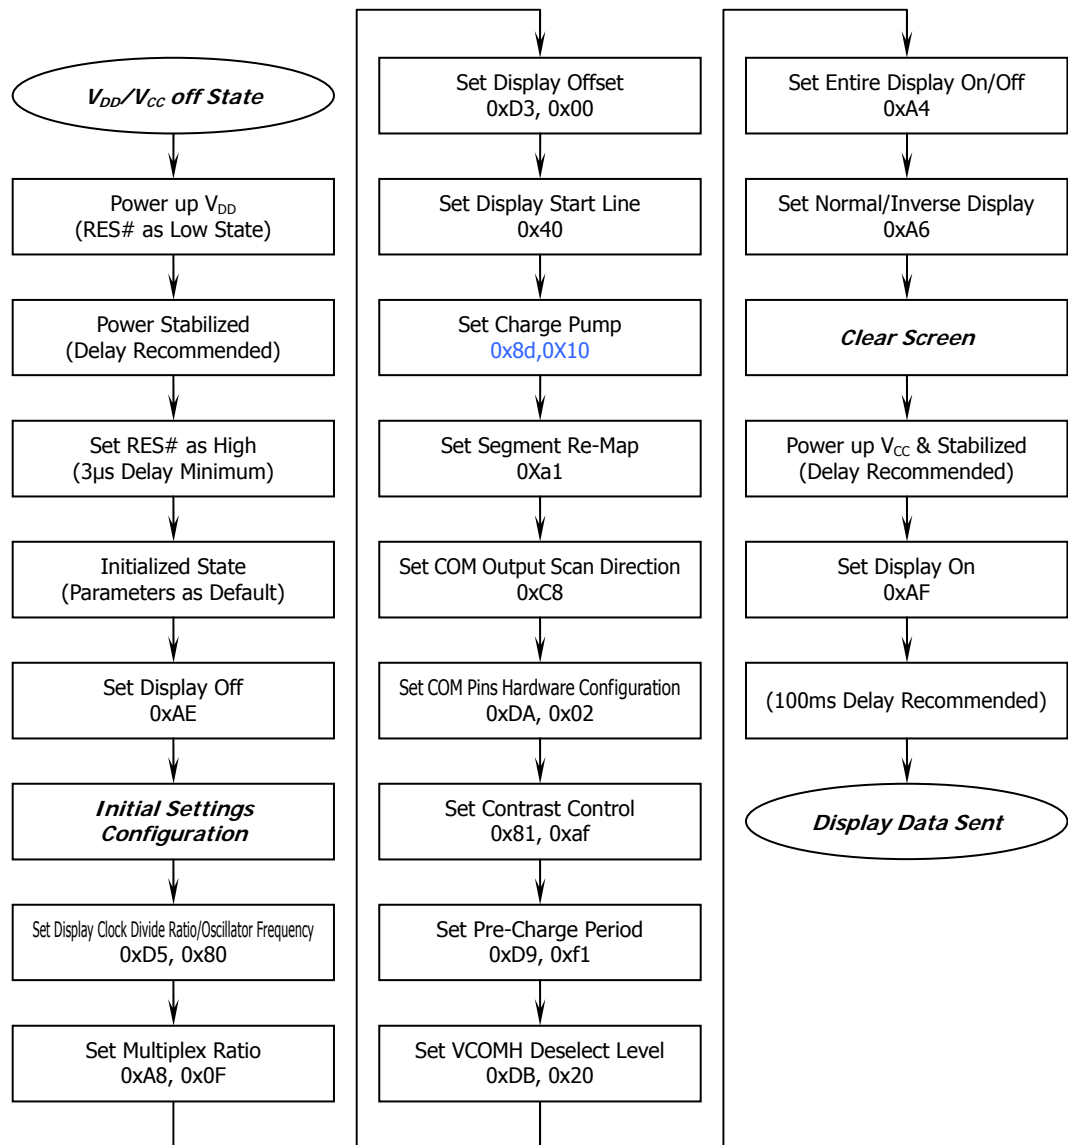 V_DD/V_CC off State
Power up V_DD
(RES# as Low State)
Power Stabilized
(Delay Recommended)
Set RES# as High
(3μs Delay Minimum)
Initialized State
(Parameters as Default)
Set Display Off
0xAE
Initial Settings
Configuration
Set Display Clock Divide Ratio/Oscillator Frequency
0xD5, 0x80
Set Multiplex Ratio
0xA8, 0x0F
Set Display Offset
0xD3, 0x00
Set Display Start Line
0x40
Set Charge Pump
0x8d,0X10
Set Segment Re-Map
0Xa1
Set COM Output Scan Direction
0xC8
Set COM Pins Hardware Configuration
0xDA, 0x02
Set Contrast Control
0x81, 0xaf
Set Pre-Charge Period
0xD9, 0xf1
Set VCOMH Deselect Level
0xDB, 0x20
Set Entire Display On/Off
0xA4
Set Normal/Inverse Display
0xA6
Clear Screen
Power up V_CC & Stabilized
(Delay Recommended)
Set Display On
0xAF
(100ms Delay Recommended)
Display Data Sent